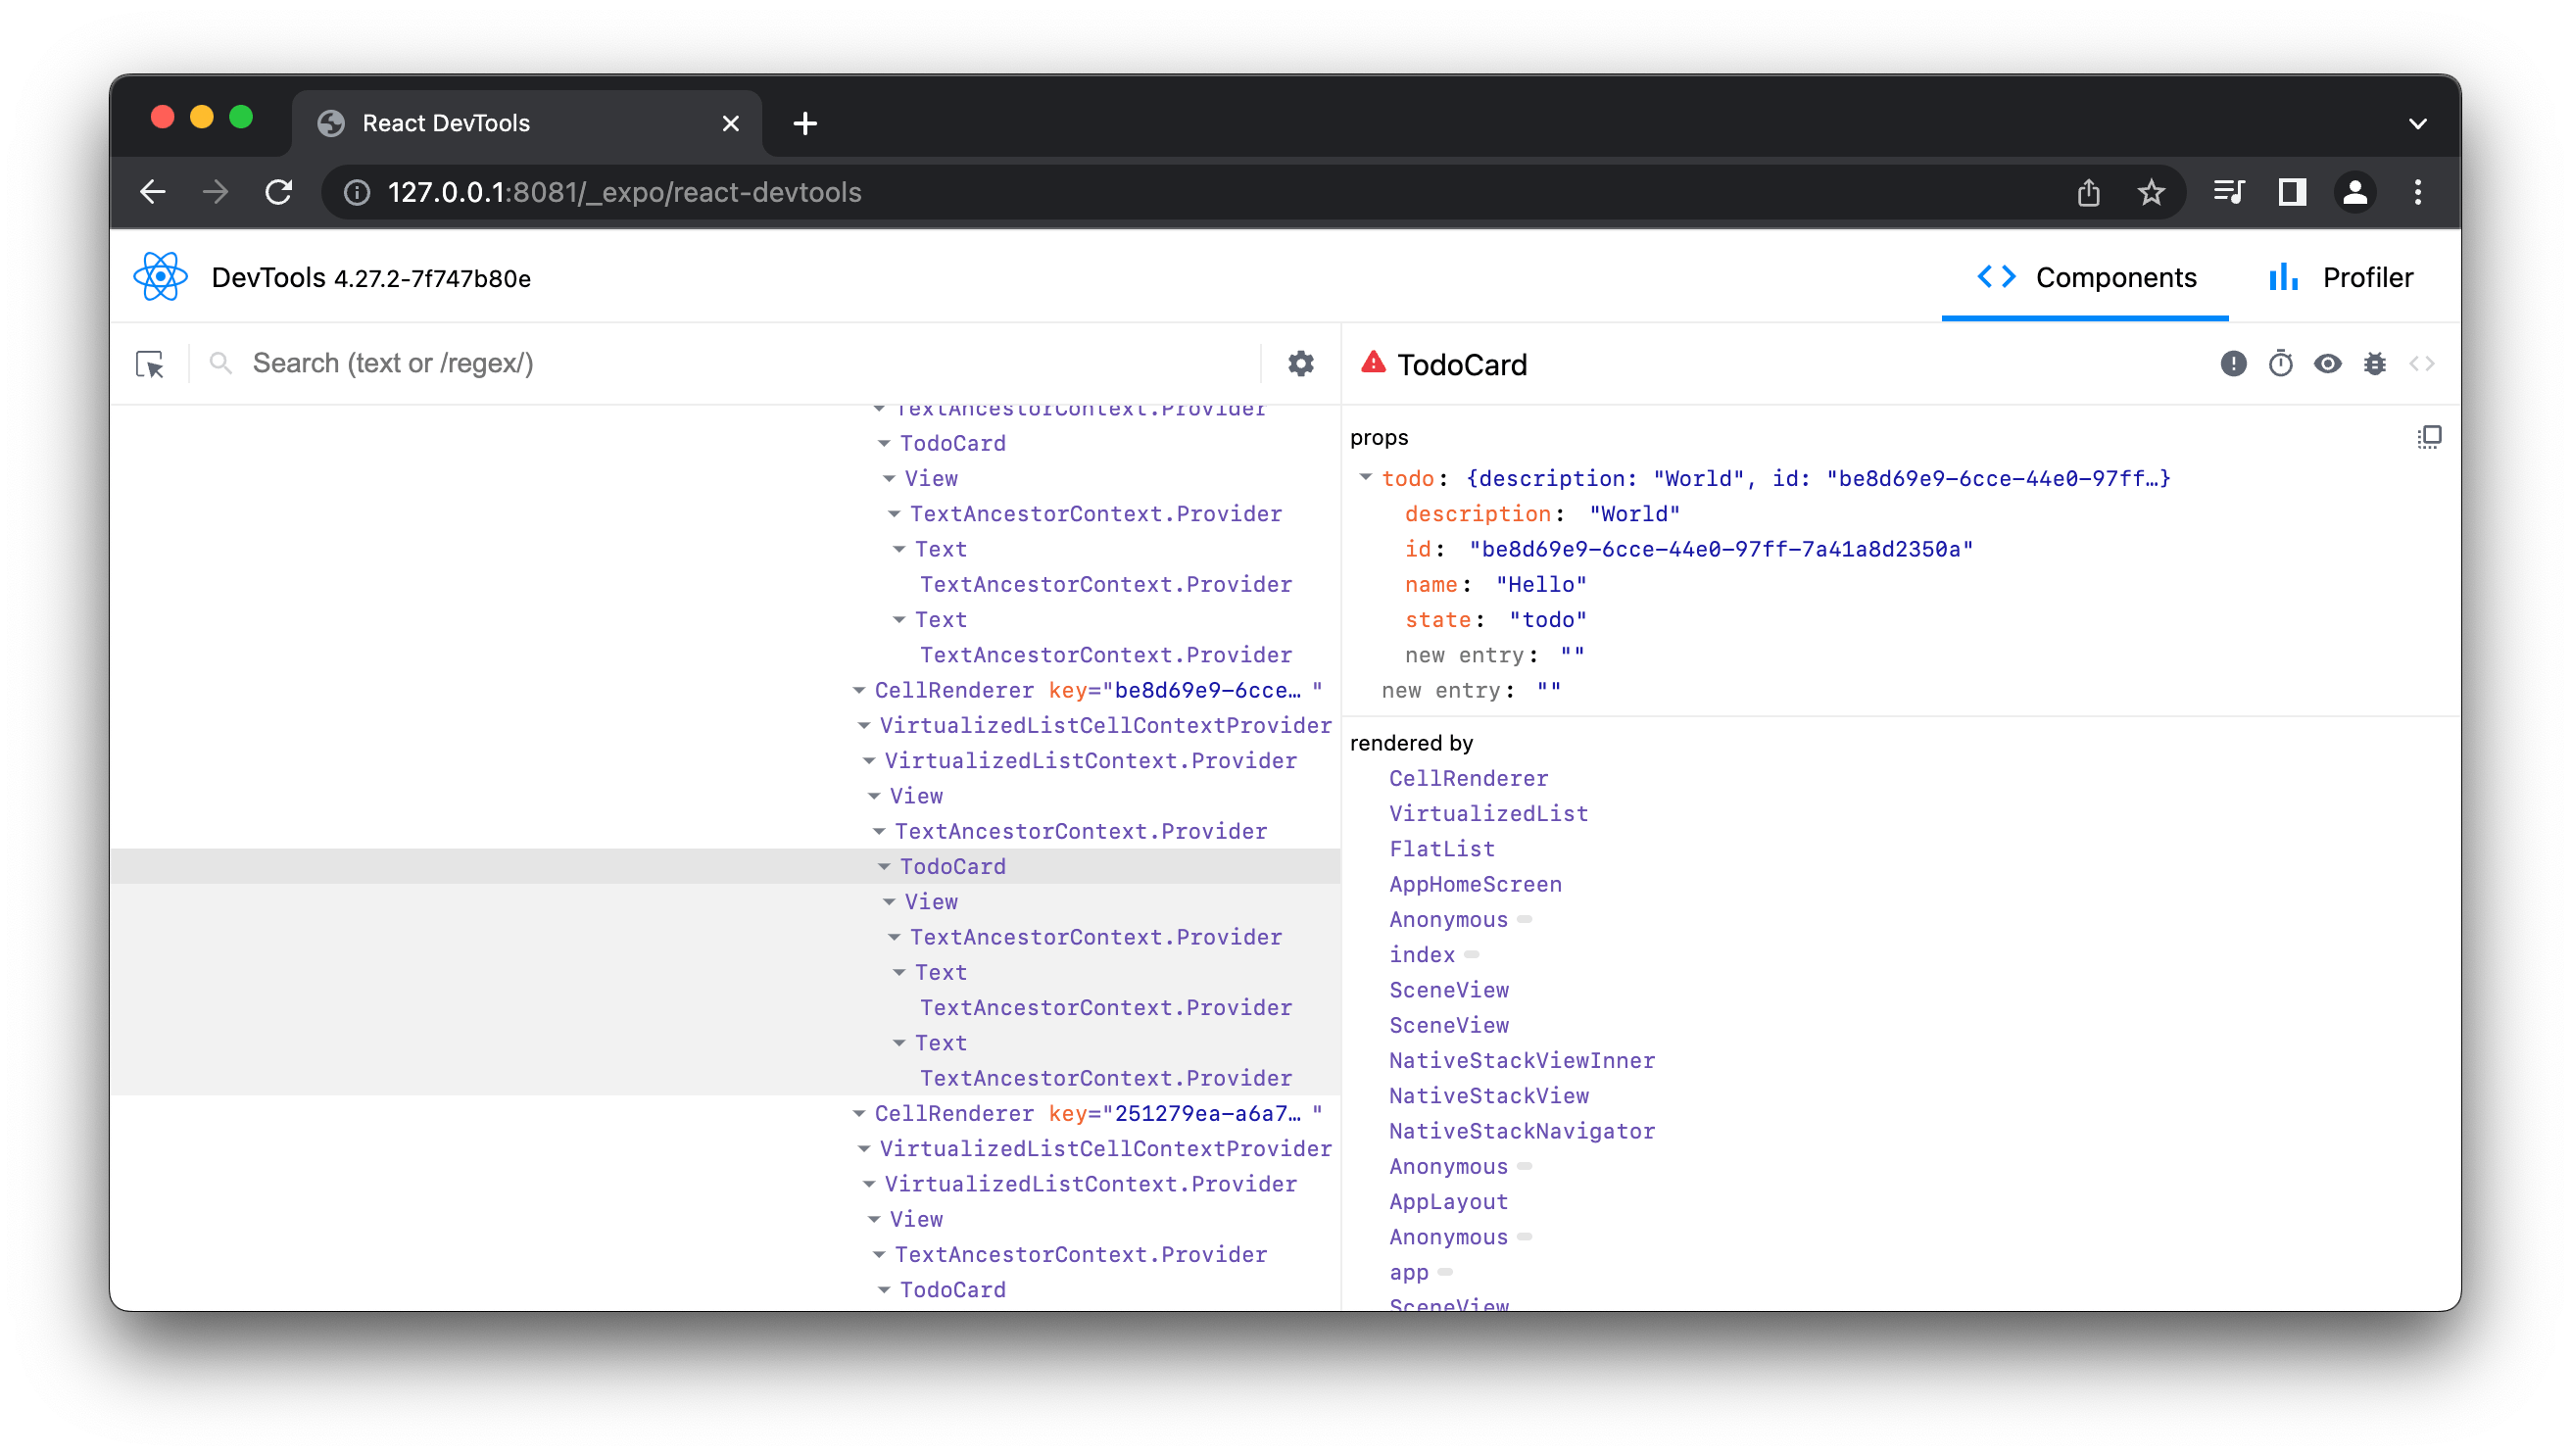 React DevTools
127.0.0.1:8081/_expo/react-devtools
DevTools 4.27.2-7f747b80e
Components
Profiler
Search (text or /regex/)
TextAncestorContext.Provider
TodoCard
View
TextAncestorContext.Provider
Text
TextAncestorContext.Provider
Text
TextAncestorContext.Provider
CellRenderer key="be8d69e9-6cce… "
VirtualizedListCellContextProvider
VirtualizedListContext.Provider
View
TextAncestorContext.Provider
TodoCard
View
TextAncestorContext.Provider
Text
TextAncestorContext.Provider
Text
TextAncestorContext.Provider
CellRenderer key="251279ea-a6a7… "
VirtualizedListCellContextProvider
VirtualizedListContext.Provider
View
TextAncestorContext.Provider
TodoCard
TodoCard
props
todo: {description: "World", id: "be8d69e9-6cce-44e0-97ff…}
description: "World"
id: "be8d69e9-6cce-44e0-97ff-7a41a8d2350a"
name: "Hello"
state: "todo"
new entry: ""
new entry: ""
rendered by
CellRenderer
VirtualizedList
FlatList
AppHomeScreen
Anonymous
index
SceneView
SceneView
NativeStackViewInner
NativeStackView
NativeStackNavigator
Anonymous
AppLayout
Anonymous
app
SceneView